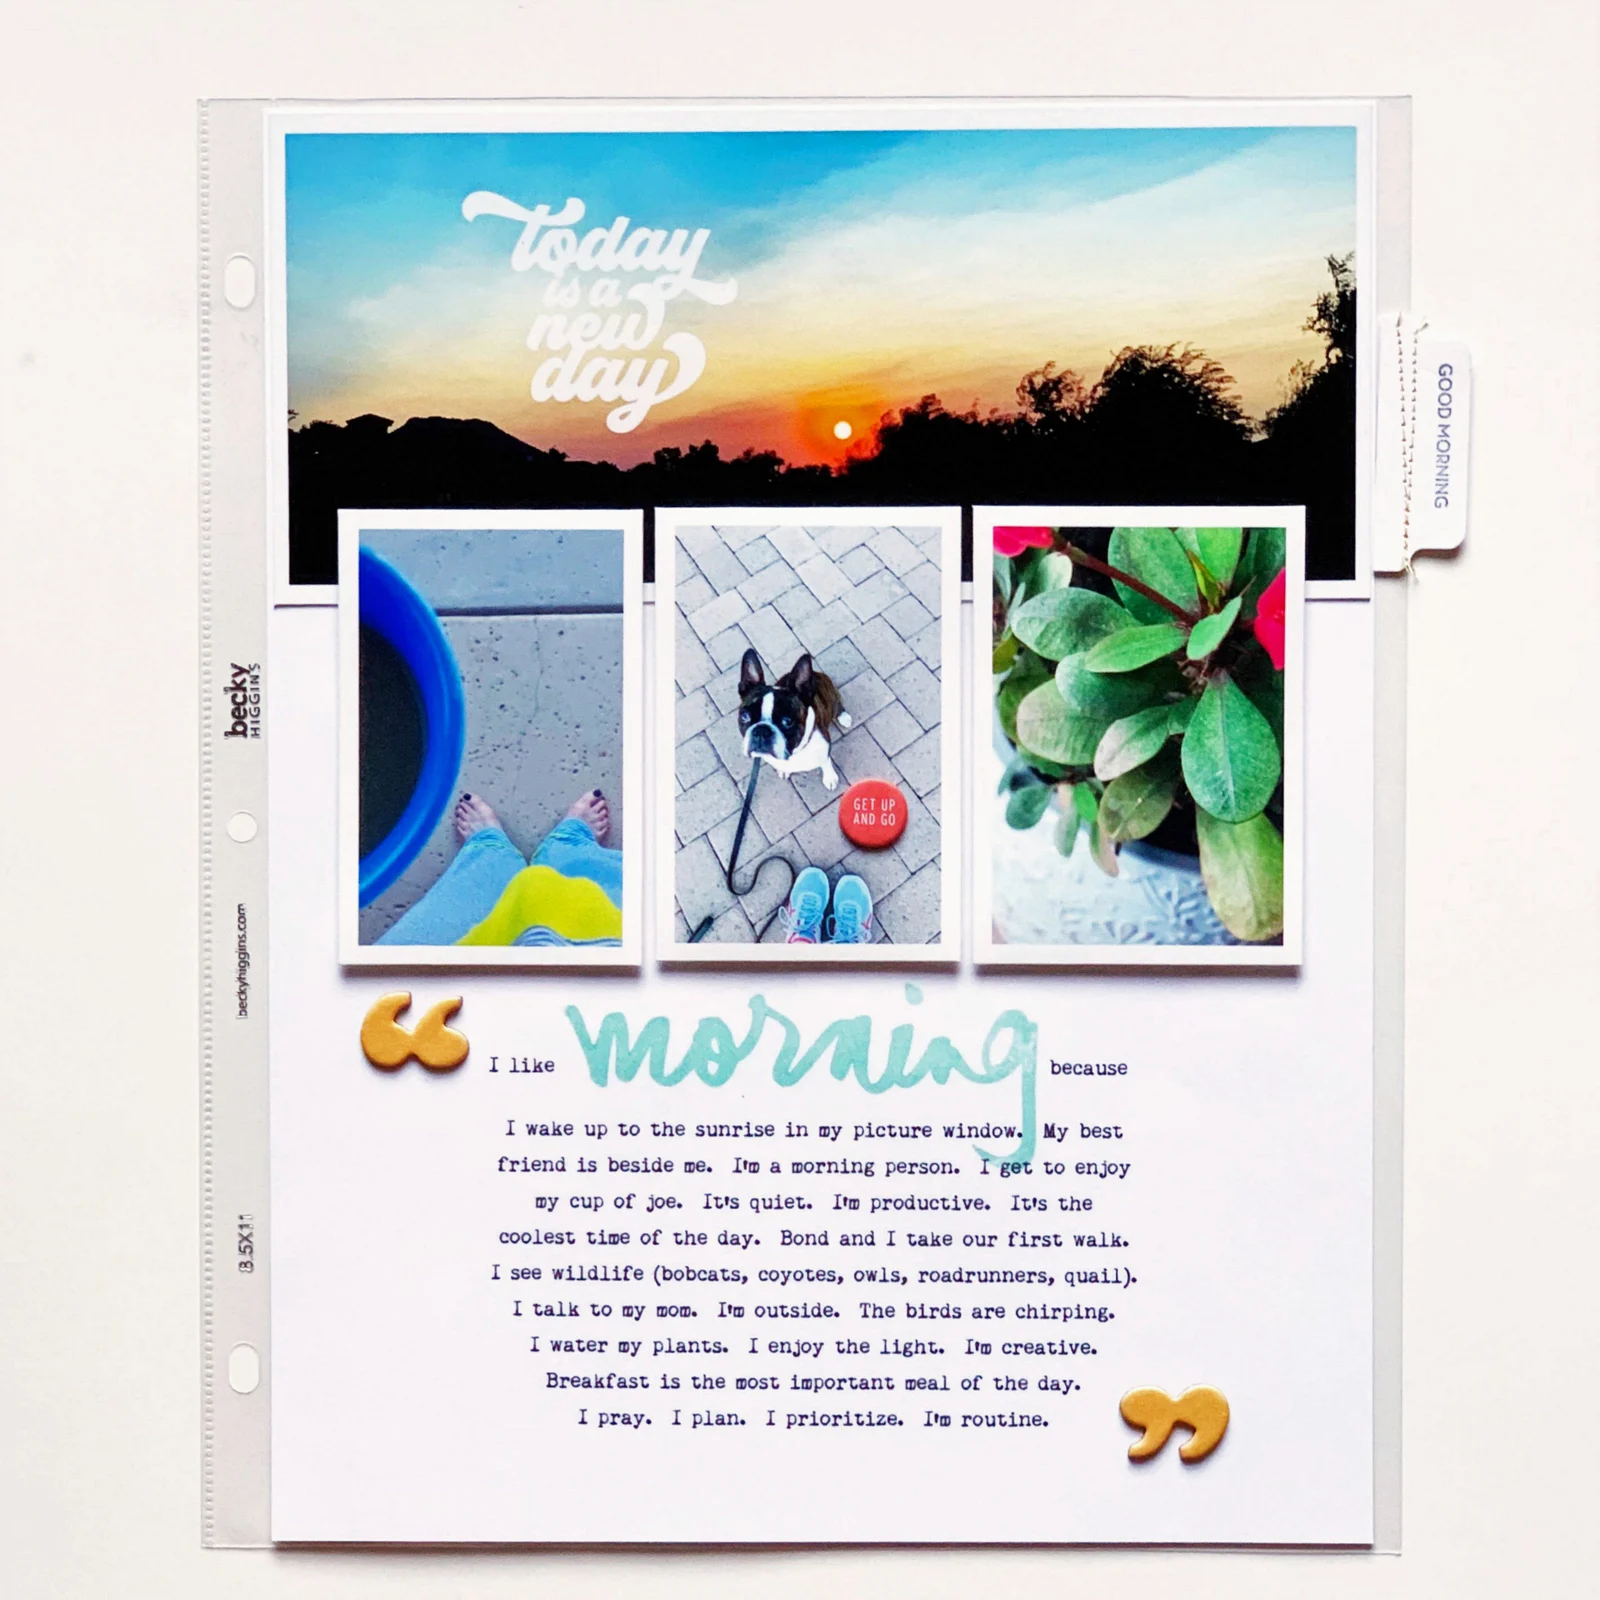 Today
is a
new
day
GOOD MORNING
GET UP
AND GO
becky
HIGGINS
beckyhiggins.com
8.5X11
“ I like morning because
I wake up to the sunrise in my picture window. My best
friend is beside me. I'm a morning person. I get to enjoy
my cup of joe. It's quiet. I'm productive. It's the
coolest time of the day. Bond and I take our first walk.
I see wildlife (bobcats, coyotes, owls, roadrunners, quail).
I talk to my mom. I'm outside. The birds are chirping.
I water my plants. I enjoy the light. I'm creative.
Breakfast is the most important meal of the day.
I pray. I plan. I prioritize. I'm routine. ”